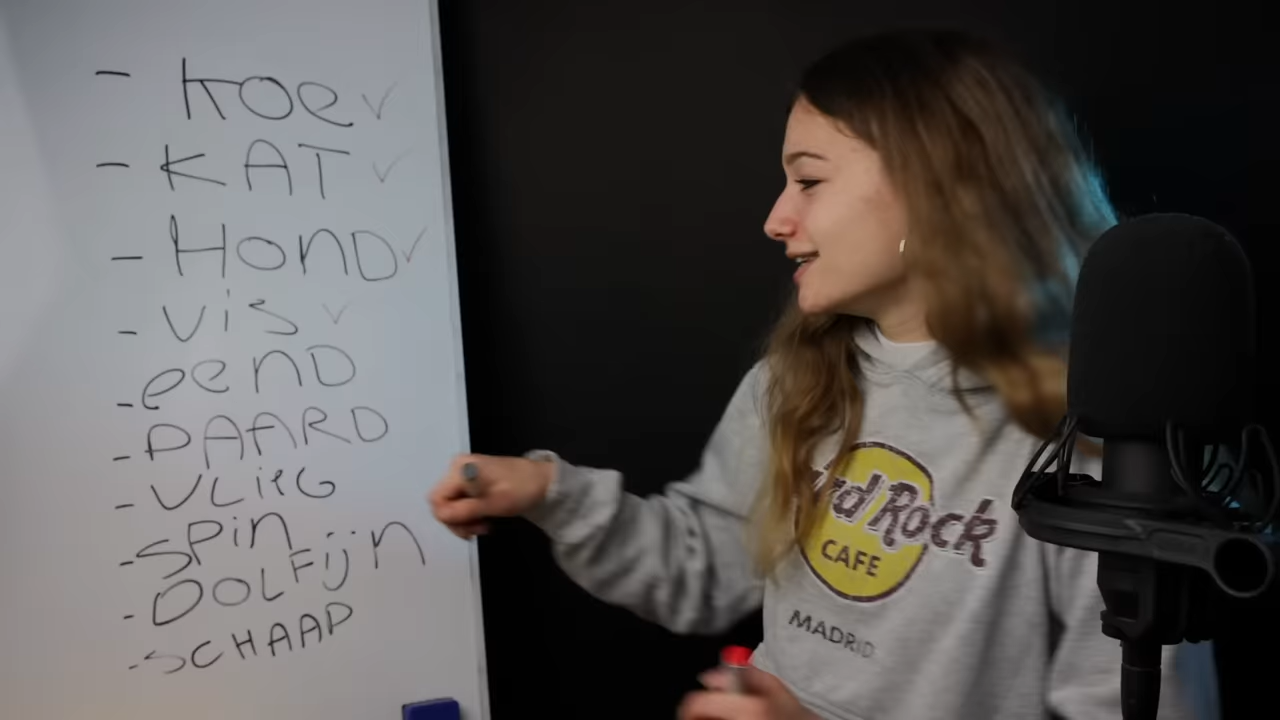 - KOe ✓
- KAT ✓
- HOnD ✓
- Vis ✓
- eenD
- PAARD
- VLieG
- SPin
- DOLFijn
- SCHAAP
Hard Rock
CAFE
MADRID